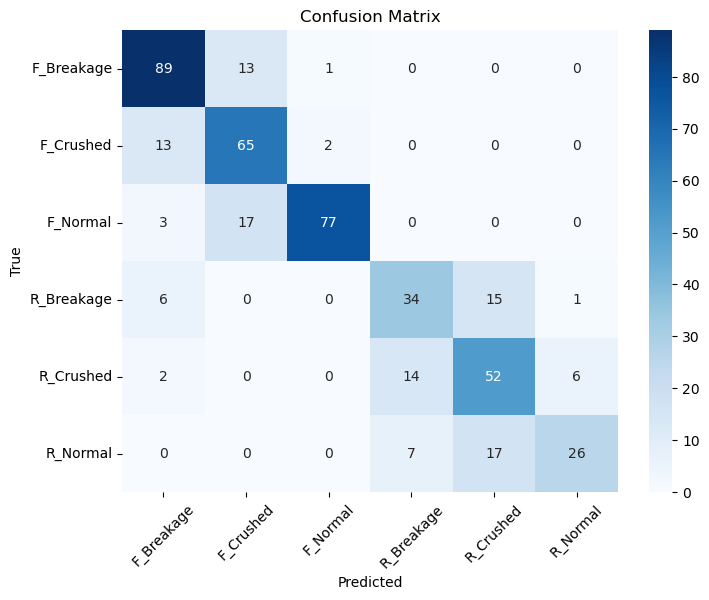 Confusion Matrix
F_Breakage 89 13 1 0 0 0
F_Crushed 13 65 2 0 0 0
F_Normal 3 17 77 0 0 0
R_Breakage 6 0 0 34 15 1
R_Crushed 2 0 0 14 52 6
R_Normal 0 0 0 7 17 26
F_Breakage F_Crushed F_Normal R_Breakage R_Crushed R_Normal
Predicted
True
80
70
60
50
40
30
20
10
0